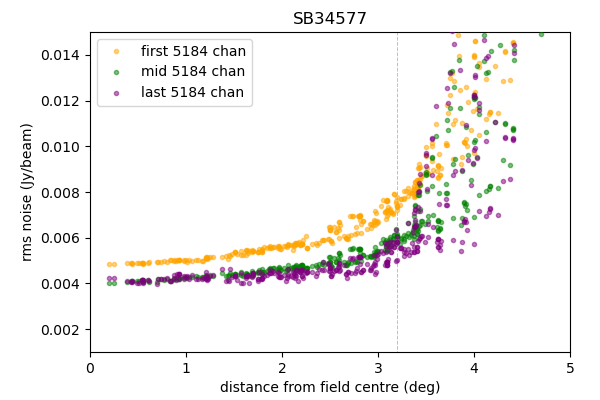 SB34577
first 5184 chan
mid 5184 chan
last 5184 chan
rms noise (Jy/beam)
0.014
0.012
0.010
0.008
0.006
0.004
0.002
0 1 2 3 4 5
distance from field centre (deg)